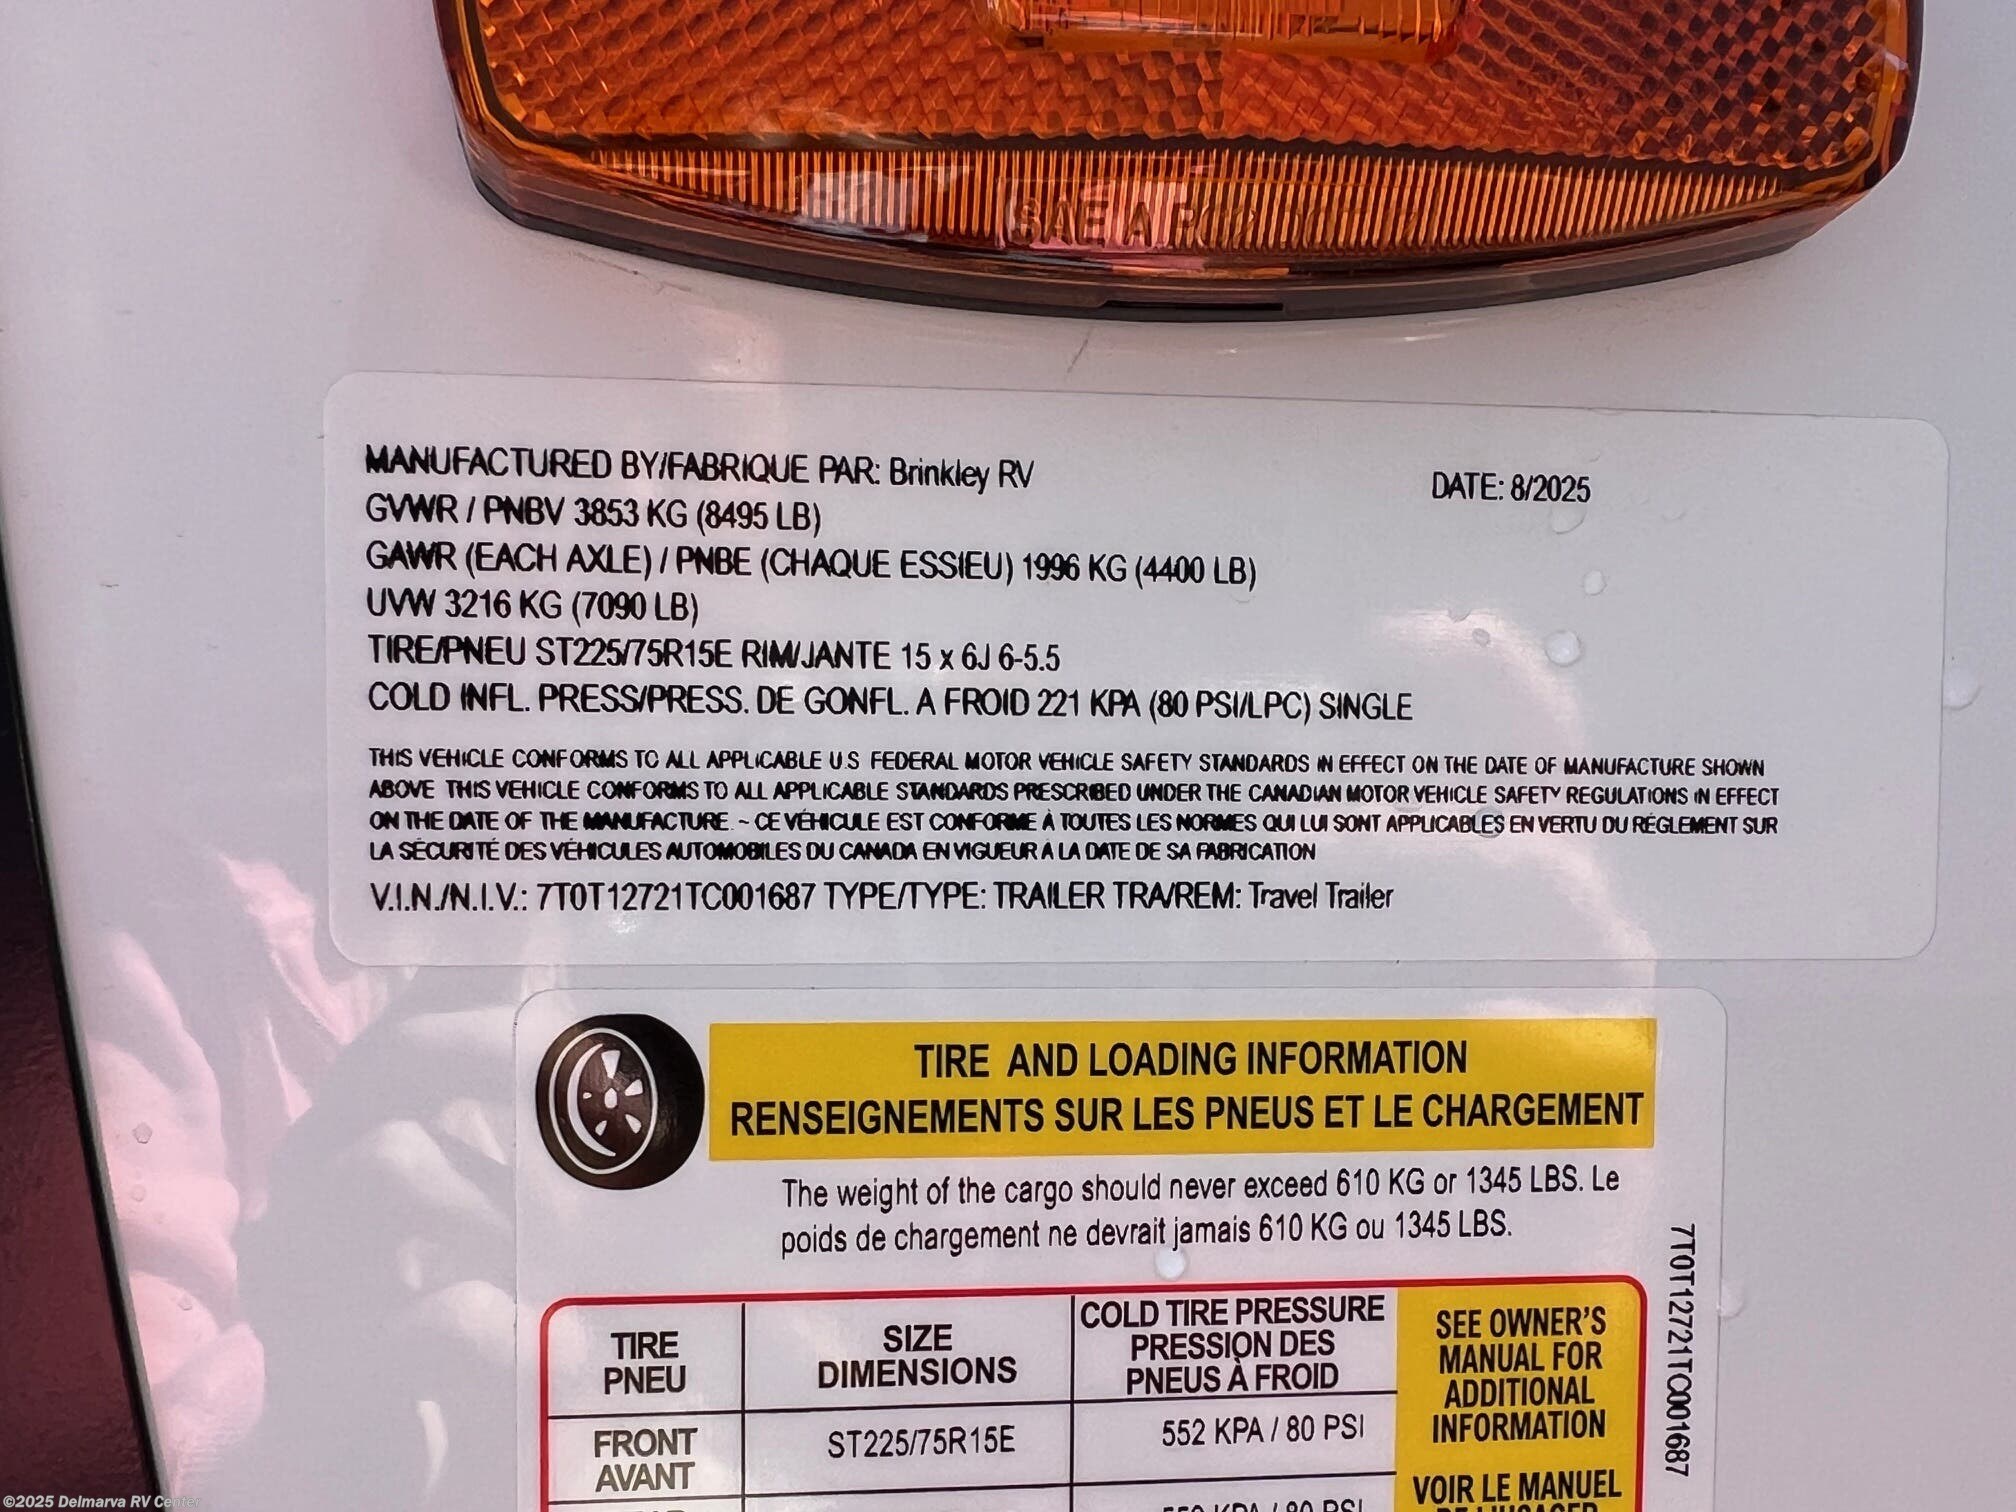 SAE A
MANUFACTURED BY/FABRIQUE PAR: Brinkley RV
DATE: 8/2025
GVWR / PNBV 3853 KG (8495 LB)
GAWR (EACH AXLE) / PNBE (CHAQUE ESSIEU) 1996 KG (4400 LB)
UVW 3216 KG (7090 LB)
TIRE/PNEU ST225/75R15E RIM/JANTE 15 x 6J 6-5.5
COLD INFL. PRESS/PRESS. DE GONFL. A FROID 221 KPA (80 PSI/LPC) SINGLE
THIS VEHICLE CONFORMS TO ALL APPLICABLE U.S FEDERAL MOTOR VEHICLE SAFETY STANDARDS IN EFFECT ON THE DATE OF MANUFACTURE SHOWN
ABOVE THIS VEHICLE CONFORMS TO ALL APPLICABLE STANDARDS PRESCRIBED UNDER THE CANADIAN MOTOR VEHICLE SAFETY REGULATIONS IN EFFECT
ON THE DATE OF THE MANUFACTURE. ~ CE VÉHICULE EST CONFORME À TOUTES LES NORMES QUI LUI SONT APPLICABLES EN VERTU DU RÉGLEMENT SUR
LA SÉCURITÉ DES VÉHICULES AUTOMOBILES DU CANADA EN VIGUEUR À LA DATE DE SA FABRICATION
V.I.N./N.I.V.: 7T0T12721TC001687 TYPE/TYPE: TRAILER TRA/REM: Travel Trailer
TIRE AND LOADING INFORMATION
RENSEIGNEMENTS SUR LES PNEUS ET LE CHARGEMENT
The weight of the cargo should never exceed 610 KG or 1345 LBS. Le
poids de chargement ne devrait jamais 610 KG ou 1345 LBS.
7T0T12721TC001687
TIRE
PNEU
SIZE
DIMENSIONS
COLD TIRE PRESSURE
PRESSION DES
PNEUS À FROID
SEE OWNER'S
MANUAL FOR
ADDITIONAL
INFORMATION
FRONT
AVANT
ST225/75R15E
552 KPA / 80 PSI
VOIR LE MANUEL
©2025 Delmarva RV Center